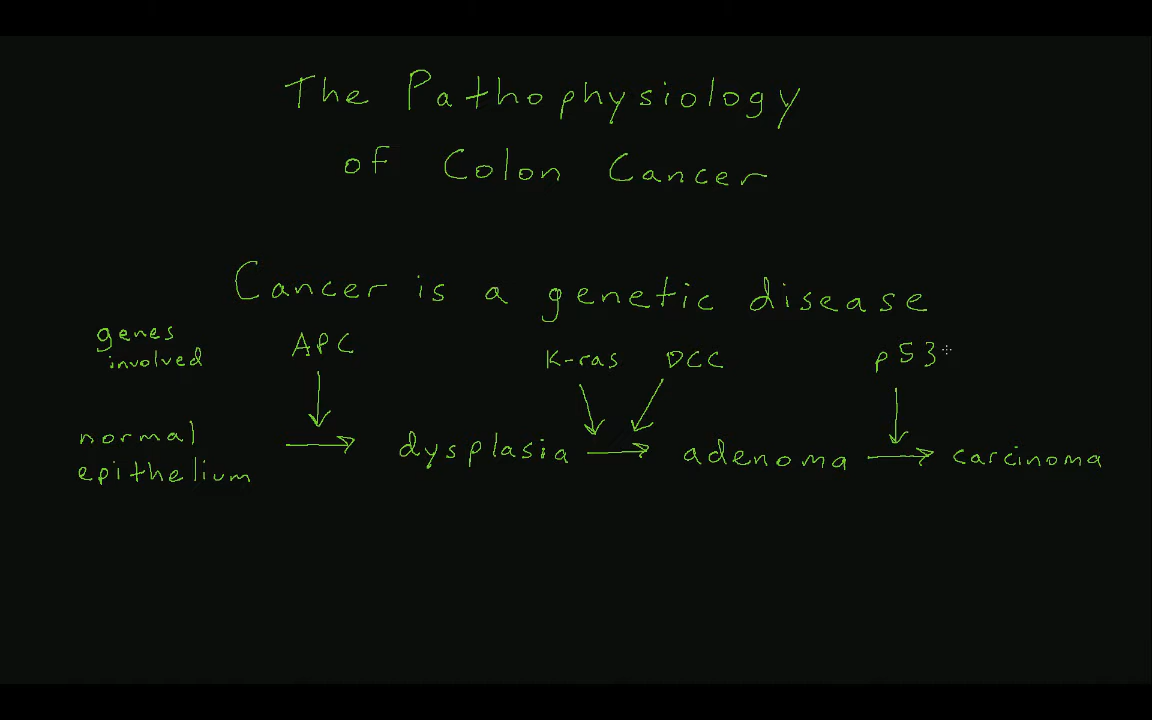 The Pathophysiology
of Colon Cancer
Cancer is a genetic disease
genes
involved
APC
K-ras
DCC
p53
normal
epithelium
dysplasia
adenoma
carcinoma